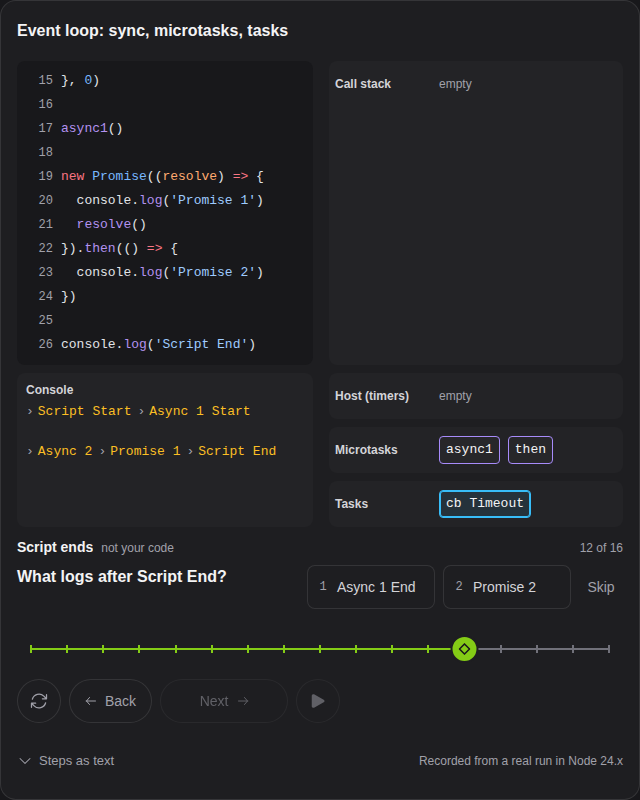 Event loop: sync, microtasks, tasks
15 }, 0)
16
17 async1()
18
19 new Promise((resolve) => {
20   console.log('Promise 1')
21   resolve()
22 }).then(() => {
23   console.log('Promise 2')
24 })
25
26 console.log('Script End')
Call stack empty
Console
› Script Start › Async 1 Start
› Async 2 › Promise 1 › Script End
Host (timers) empty
Microtasks async1 then
Tasks cb Timeout
Script ends not your code 12 of 16
What logs after Script End? 1 Async 1 End 2 Promise 2 Skip
← Back Next →
Steps as text Recorded from a real run in Node 24.x